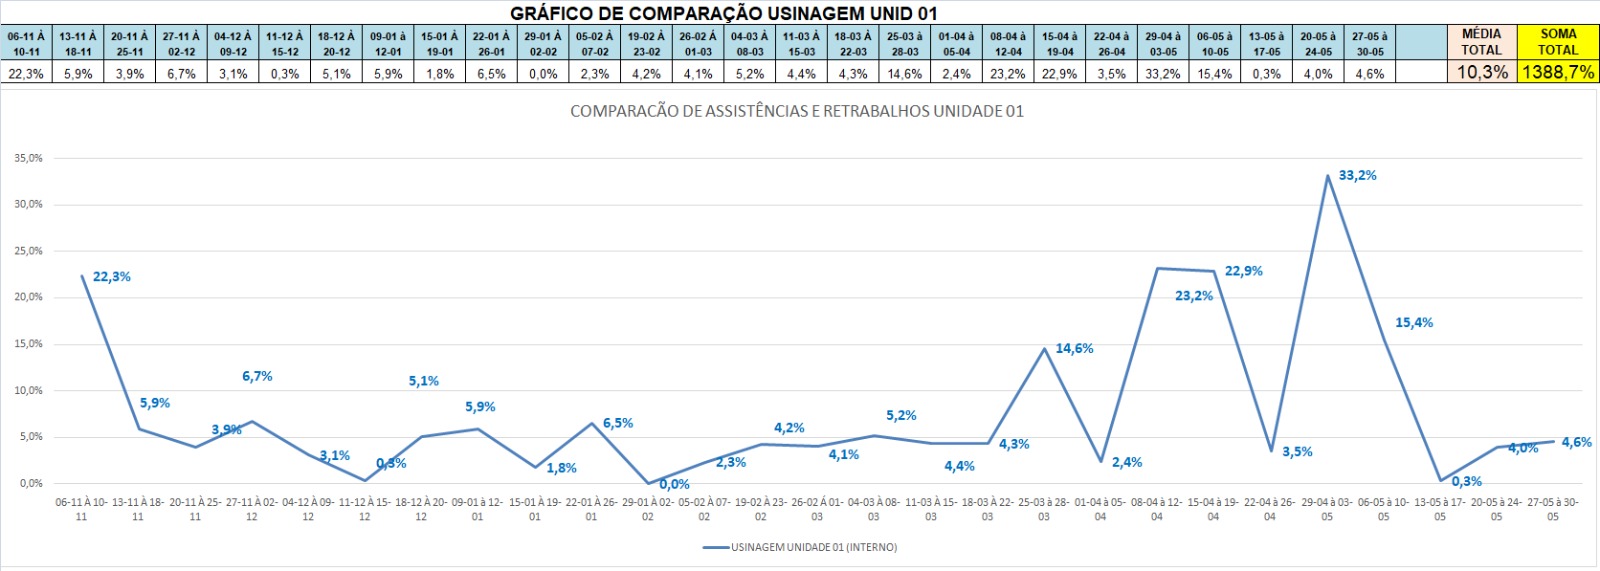 GRÁFICO DE COMPARAÇÃO USINAGEM UNID 01
06-11 Á 10-11 13-11 À 18-11 20-11 À 25-11 27-11 À 02-12 04-12 À 09-12 11-12 À 15-12 18-12 À 20-12 09-01 à 12-01 15-01 À 19-01 22-01 À 26-01 29-01 Á 02-02 05-02 À 07-02 19-02 À 23-02 26-02 Á 01-03 04-03 Á 08-03 11-03 À 15-03 18-03 Á 22-03 25-03 à 28-03 01-04 à 05-04 08-04 à 12-04 15-04 à 19-04 22-04 à 26-04 29-04 à 03-05 06-05 à 10-05 13-05 à 17-05 20-05 à 24-05 27-05 à 30-05 MÉDIA TOTAL SOMA TOTAL
22,3% 5,9% 3,9% 6,7% 3,1% 0,3% 5,1% 5,9% 1,8% 6,5% 0,0% 2,3% 4,2% 4,1% 5,2% 4,4% 4,3% 14,6% 2,4% 23,2% 22,9% 3,5% 33,2% 15,4% 0,3% 4,0% 4,6% 10,3% 1388,7%
COMPARACÃO DE ASSISTÊNCIAS E RETRABALHOS UNIDADE 01
35,0%
30,0%
25,0%
20,0%
15,0%
10,0%
5,0%
0,0%
22,3% 5,9% 3,9% 6,7% 3,1% 0,3% 5,1% 5,9% 1,8% 6,5% 0,0% 2,3% 4,2% 4,1% 5,2% 4,4% 4,3% 14,6% 2,4% 23,2% 22,9% 3,5% 33,2% 15,4% 0,3% 4,0% 4,6%
06-11 À 10- 13-11 À 18- 20-11 À 25- 27-11 À 02- 04-12 À 09- 11-12 À 15- 18-12 À 20- 09-01 à 12- 15-01 À 19- 22-01 À 26- 29-01 Á 02- 05-02 À 07- 19-02 À 23- 26-02 Á 01- 04-03 Á 08- 11-03 À 15- 18-03 Á 22- 25-03 à 28- 01-04 à 05- 08-04 à 12- 15-04 à 19- 22-04 à 26- 29-04 à 03- 06-05 à 10- 13-05 à 17- 20-05 à 24- 27-05 à 30-
11 11 11 12 12 12 12 01 01 01 02 02 02 03 03 03 03 03 04 04 04 04 05 05 05 05 05
USINAGEM UNIDADE 01 (INTERNO)